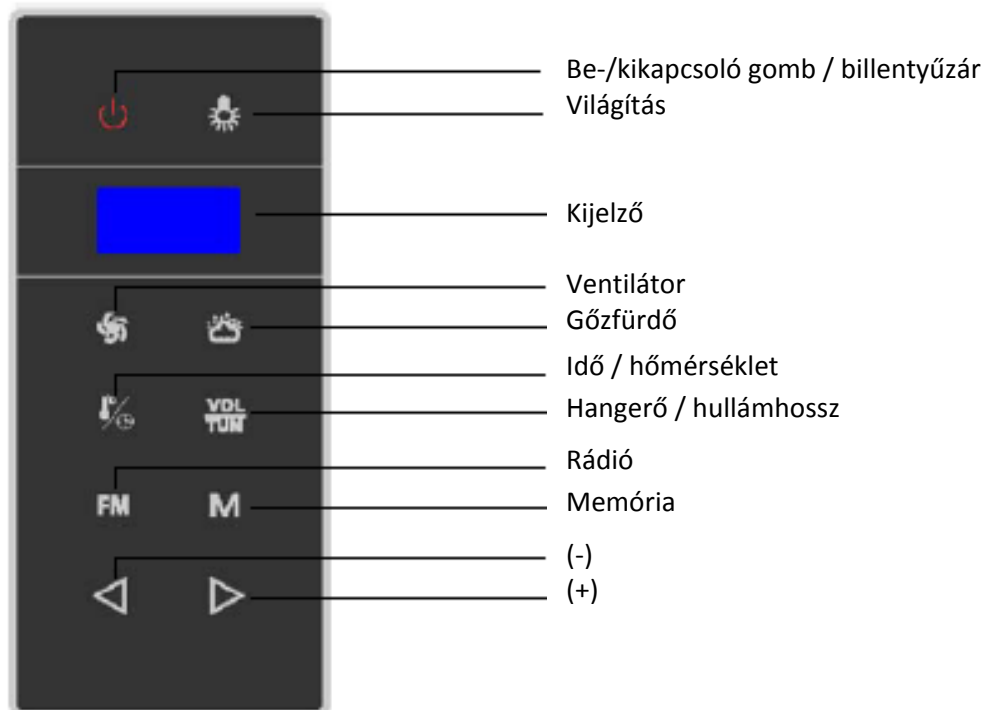 Be-/kikapcsoló gomb / billentyűzár
Világítás
Kijelző
Ventilátor
Gőzfürdő
Idő / hőmérséklet
VOL
TUN
Hangerő / hullámhossz
Rádió
FM
M
Memória
(-)
(+)